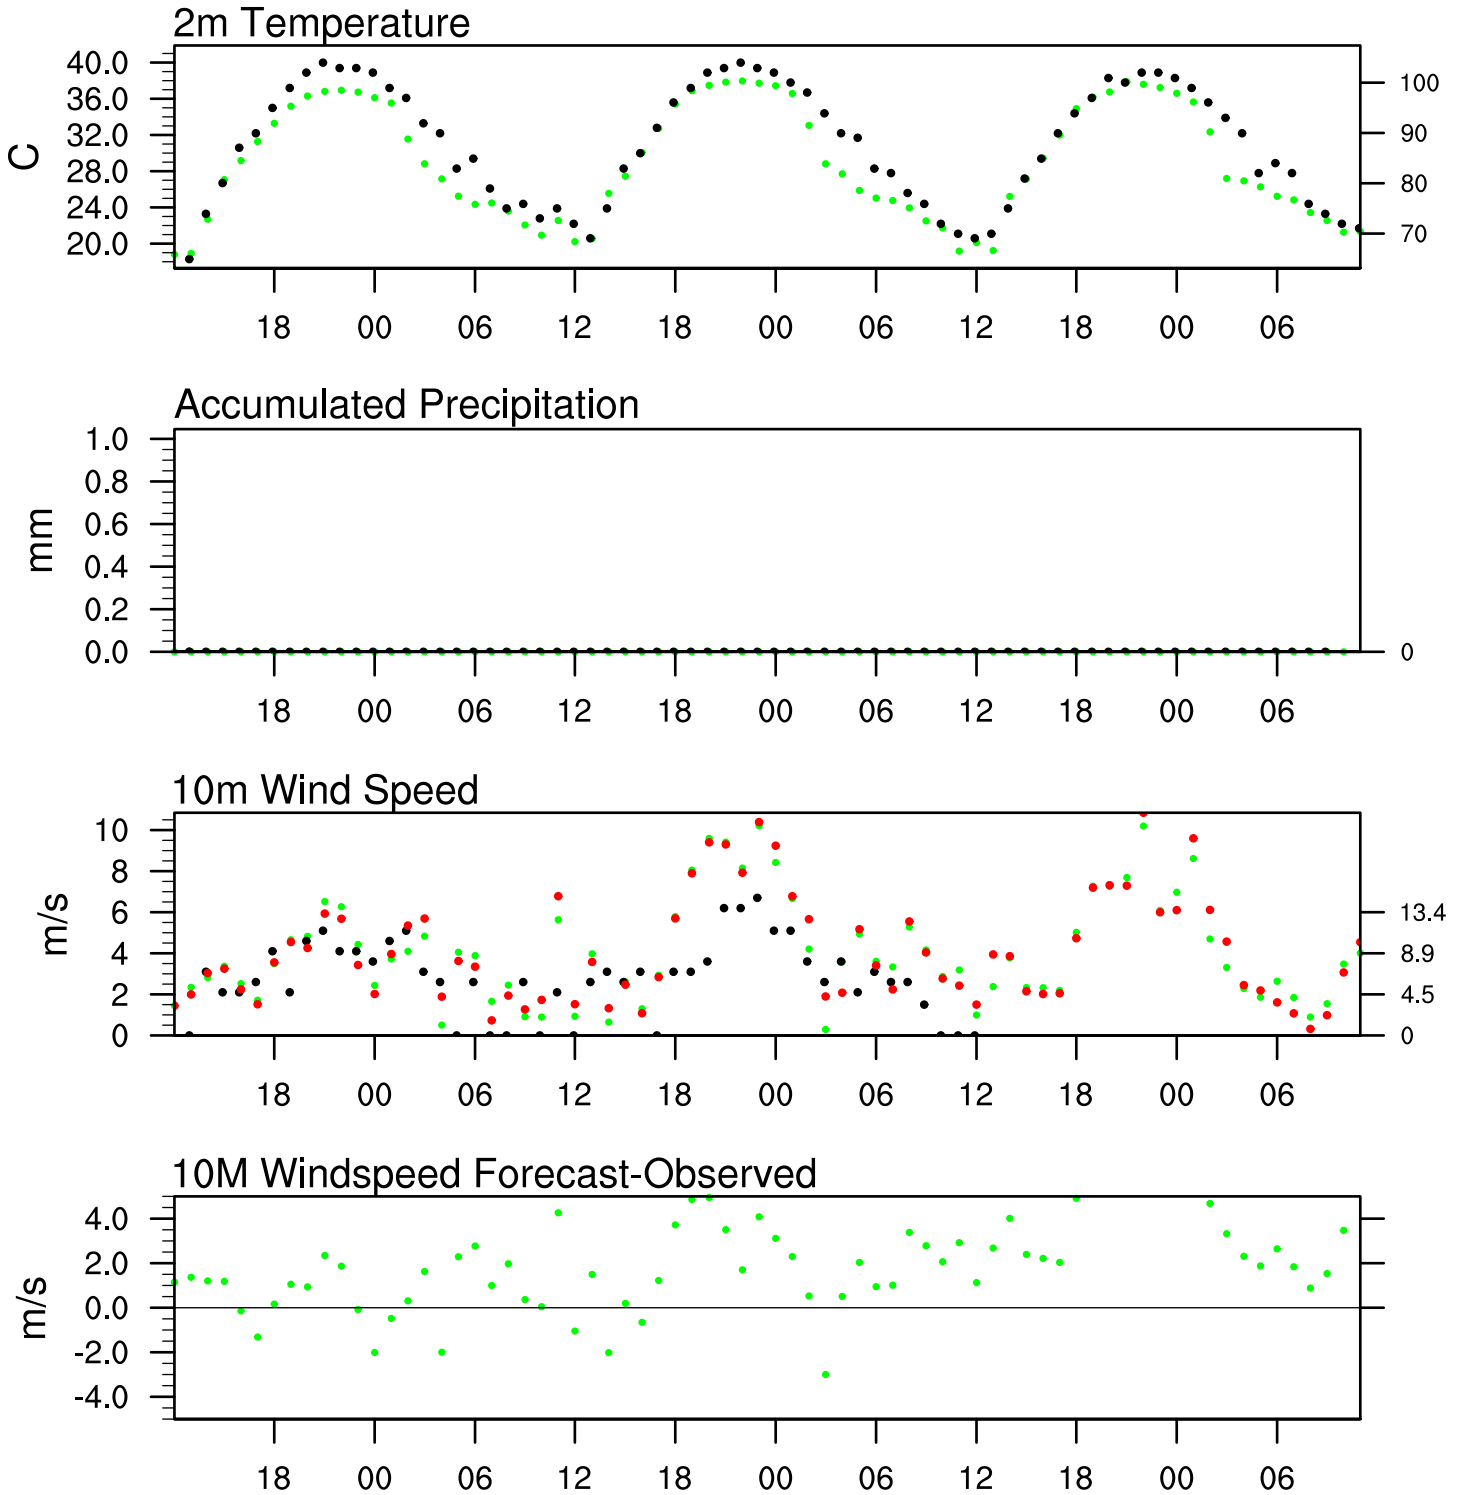 2m Temperature
40.0
36.0
32.0
28.0
24.0
20.0
C
100
90
80
70
18 00 06 12 18 00 06 12 18 00 06
Accumulated Precipitation
1.0
0.8
0.6
0.4
0.2
0.0
mm
0
18 00 06 12 18 00 06 12 18 00 06
10m Wind Speed
10
8
6
4
2
0
m/s
13.4
8.9
4.5
0
18 00 06 12 18 00 06 12 18 00 06
10M Windspeed Forecast-Observed
4.0
2.0
0.0
-2.0
-4.0
m/s
18 00 06 12 18 00 06 12 18 00 06